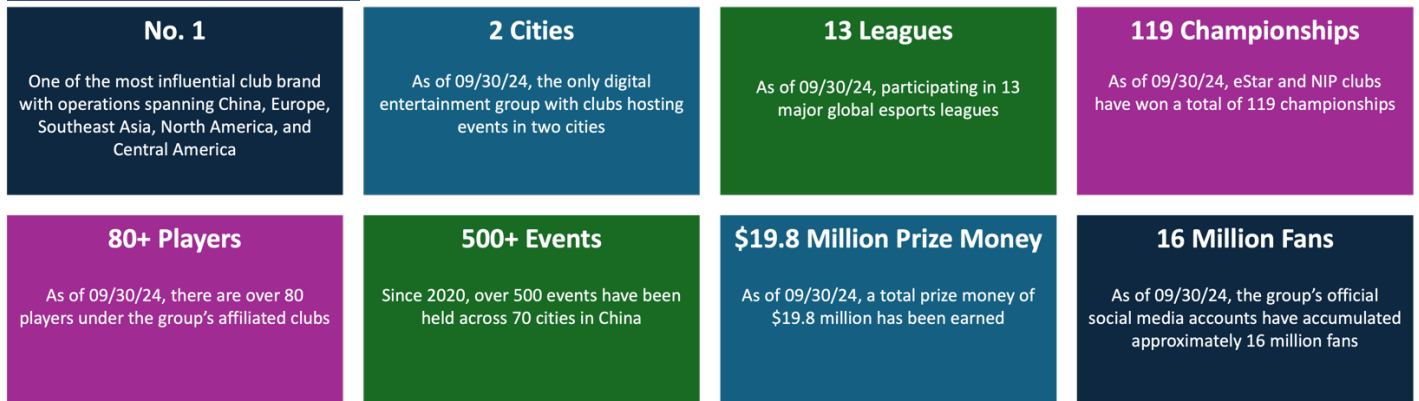 No. 1
One of the most influential club brand
with operations spanning China, Europe,
Southeast Asia, North America, and
Central America
2 Cities
As of 09/30/24, the only digital
entertainment group with clubs hosting
events in two cities
13 Leagues
As of 09/30/24, participating in 13
major global esports leagues
119 Championships
As of 09/30/24, eStar and NIP clubs
have won a total of 119 championships
80+ Players
As of 09/30/24, there are over 80
players under the group's affiliated clubs
500+ Events
Since 2020, over 500 events have been
held across 70 cities in China
$19.8 Million Prize Money
As of 09/30/24, a total prize money of
$19.8 million has been earned
16 Million Fans
As of 09/30/24, the group's official
social media accounts have accumulated
approximately 16 million fans